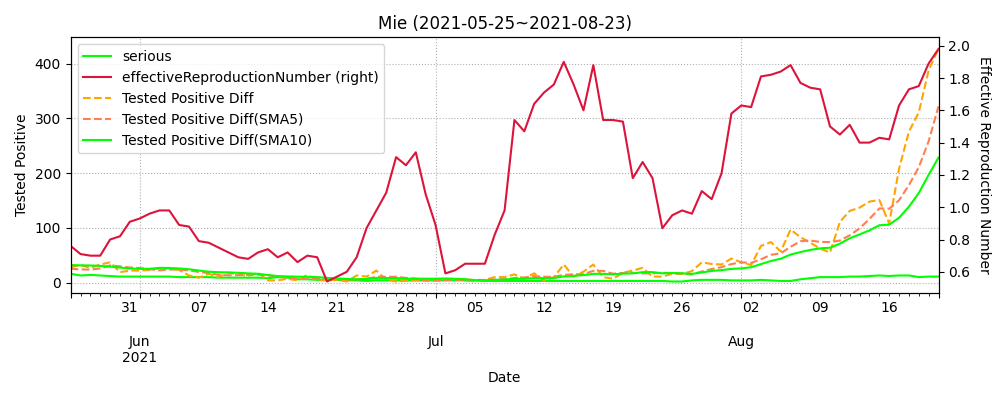 Mie (2021-05-25~2021-08-23)
serious
effectiveReproductionNumber (right)
Tested Positive Diff
Tested Positive Diff(SMA5)
Tested Positive Diff(SMA10)
Tested Positive
400
300
200
100
0
2.0
1.8
1.6
1.4
1.2
1.0
0.8
0.6
Effective Reproduction Number
31 07 14 21 28 05 12 19 26 02 09 16
Jun Jul Aug
2021
Date